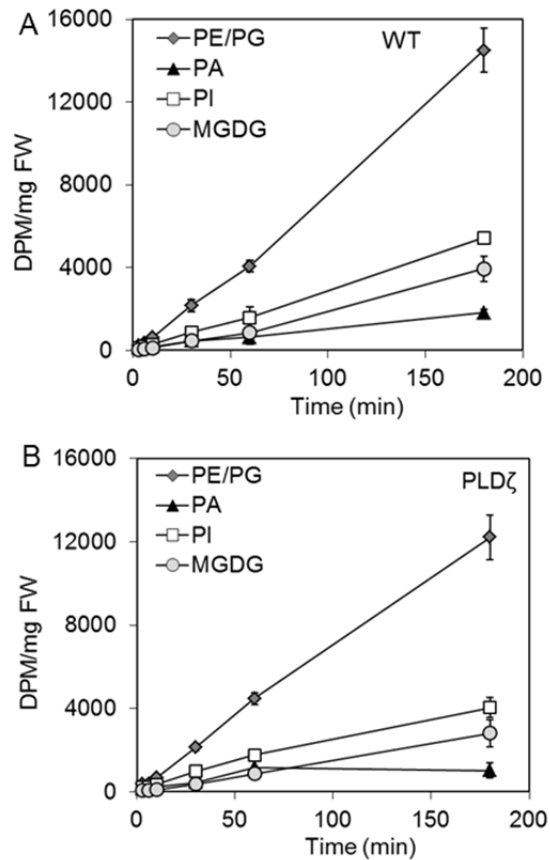 A
WT
PE/PG
PA
PI
MGDG
DPM/mg FW
16000
12000
8000
4000
0
0
50
100
150
200
Time (min)
B
PLDζ
PE/PG
PA
PI
MGDG
DPM/mg FW
16000
12000
8000
4000
0
0
50
100
150
200
Time (min)